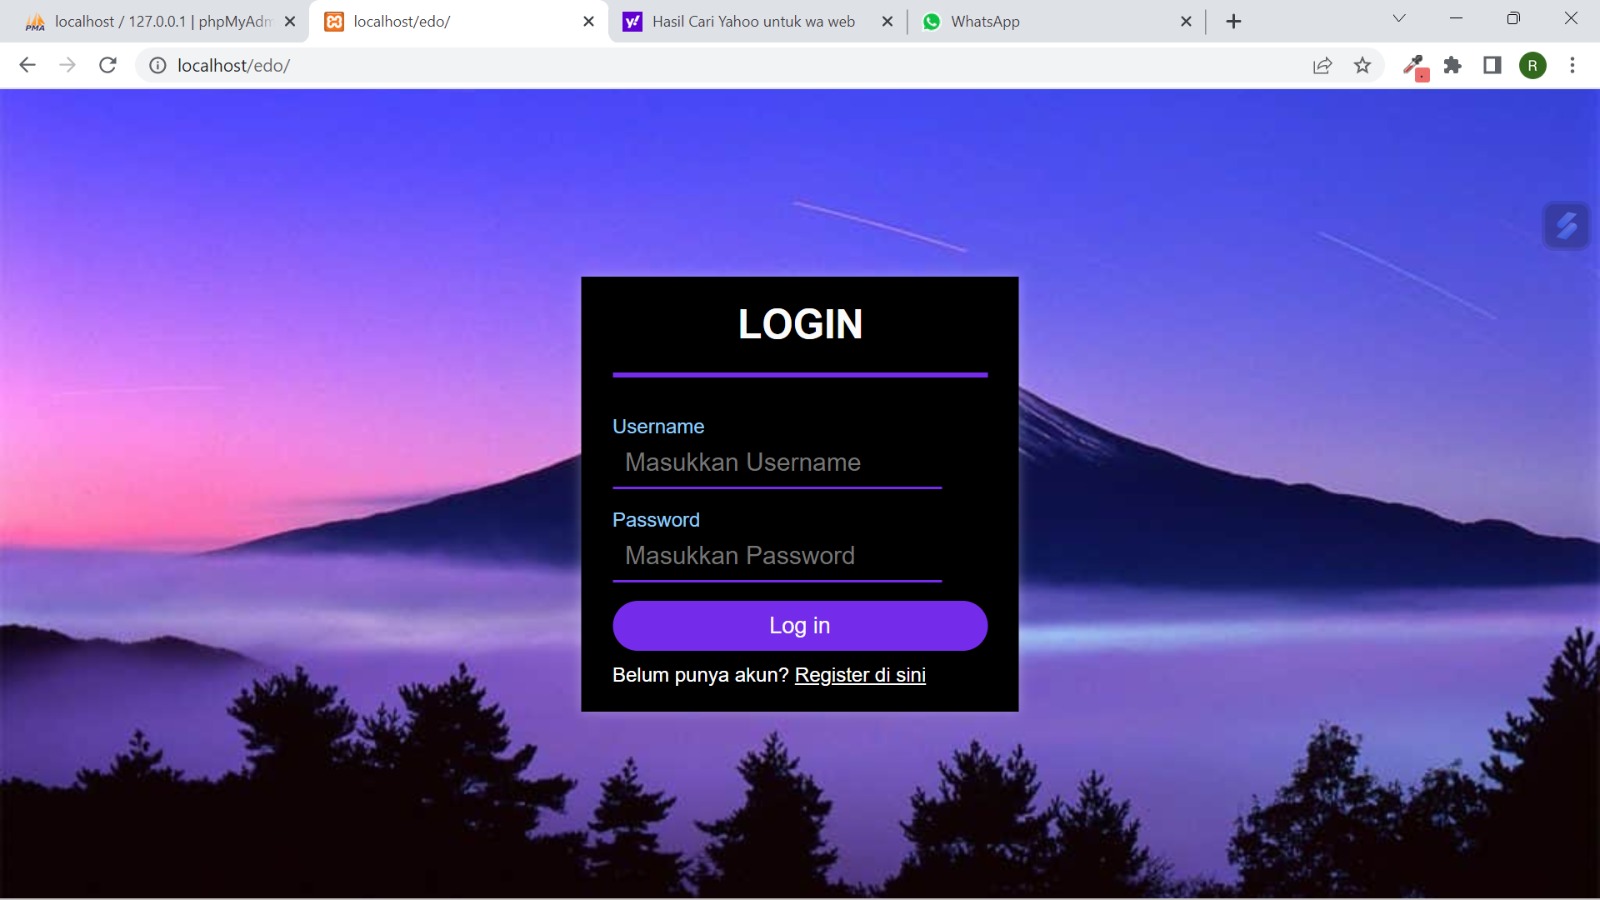 localhost / 127.0.0.1 | phpMyAdm
localhost/edo/
Hasil Cari Yahoo untuk wa web
WhatsApp
localhost/edo/
R
LOGIN
Username
Masukkan Username
Password
Masukkan Password
Log in
Belum punya akun? Register di sini